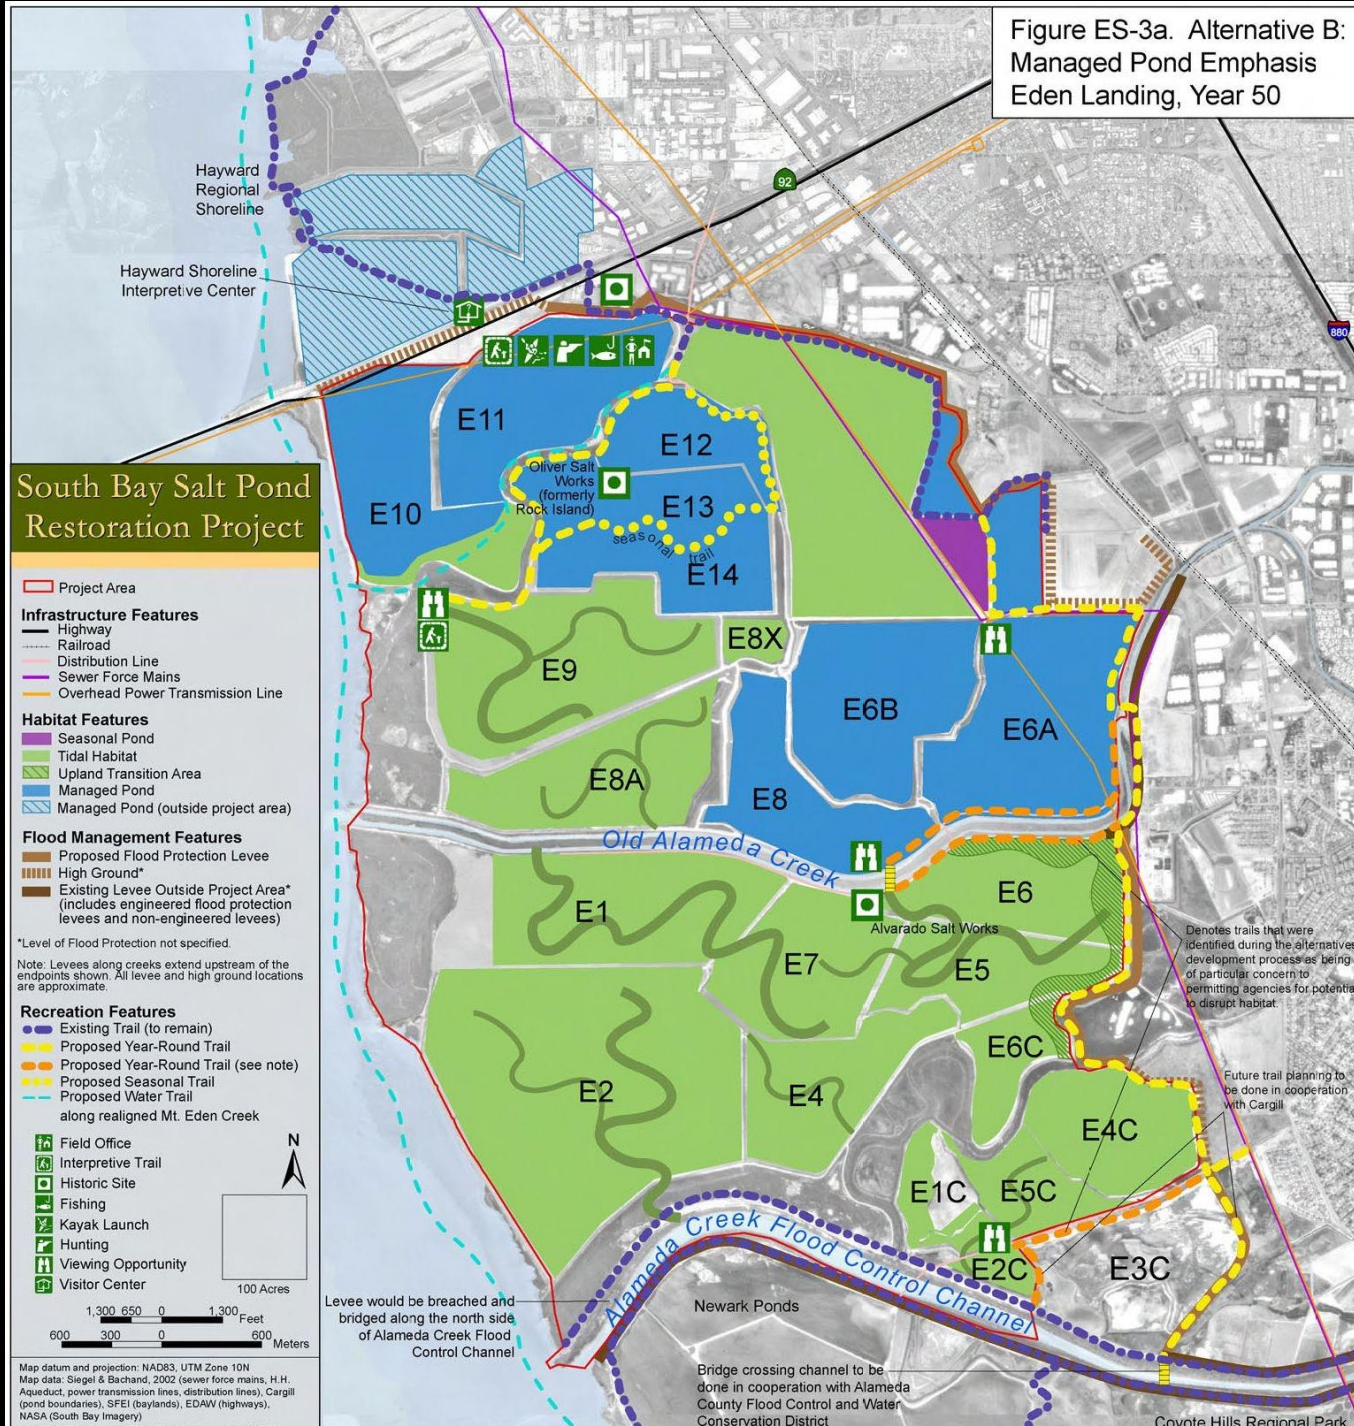 Figure ES-3a. Alternative B:
Managed Pond Emphasis
Eden Landing, Year 50
92
880
Hayward
Regional
Shoreline
Hayward Shoreline
Interpretive Center
E11
E12
Oliver Salt
Works
(formerly
Rock Island)
E10
E13
seasonal trail
E14
E9
E8X
E6B
E6A
E8A
E8
Old Alameda Creek
E1
E6
Alvarado Salt Works
E7
E5
Denotes trails that were
identified during the alternatives
development process as being
of particular concern to
permitting agencies for potential
to disrupt habitat.
E6C
E2
E4
E4C
Future trail planning to
be done in cooperation
with Cargill
E1C
E5C
E2C
E3C
Alameda Creek Flood Control Channel
Levee would be breached and
bridged along the north side
of Alameda Creek Flood
Control Channel
Newark Ponds
Bridge crossing channel to be
done in cooperation with Alameda
County Flood Control and Water
Conservation District
Coyote Hills Regional Park
South Bay Salt Pond
Restoration Project
Project Area
Infrastructure Features
Highway
Railroad
Distribution Line
Sewer Force Mains
Overhead Power Transmission Line
Habitat Features
Seasonal Pond
Tidal Habitat
Upland Transition Area
Managed Pond
Managed Pond (outside project area)
Flood Management Features
Proposed Flood Protection Levee
High Ground*
Existing Levee Outside Project Area*
(includes engineered flood protection
levees and non-engineered levees)
*Level of Flood Protection not specified.
Note: Levees along creeks extend upstream of the
endpoints shown. All levee and high ground locations
are approximate.
Recreation Features
Existing Trail (to remain)
Proposed Year-Round Trail
Proposed Year-Round Trail (see note)
Proposed Seasonal Trail
Proposed Water Trail
along realigned Mt. Eden Creek
Field Office
Interpretive Trail
Historic Site
Fishing
Kayak Launch
Hunting
Viewing Opportunity
Visitor Center
N
100 Acres
1,300 650 0 1,300 Feet
600 300 0 600 Meters
Map datum and projection: NAD83, UTM Zone 10N
Map data: Siegel & Bachand, 2002 (sewer force mains, H.H.
Aqueduct, power transmission lines, distribution lines), Cargill
(pond boundaries), SFEI (baylands), EDAW (highways),
NASA (South Bay Imagery)